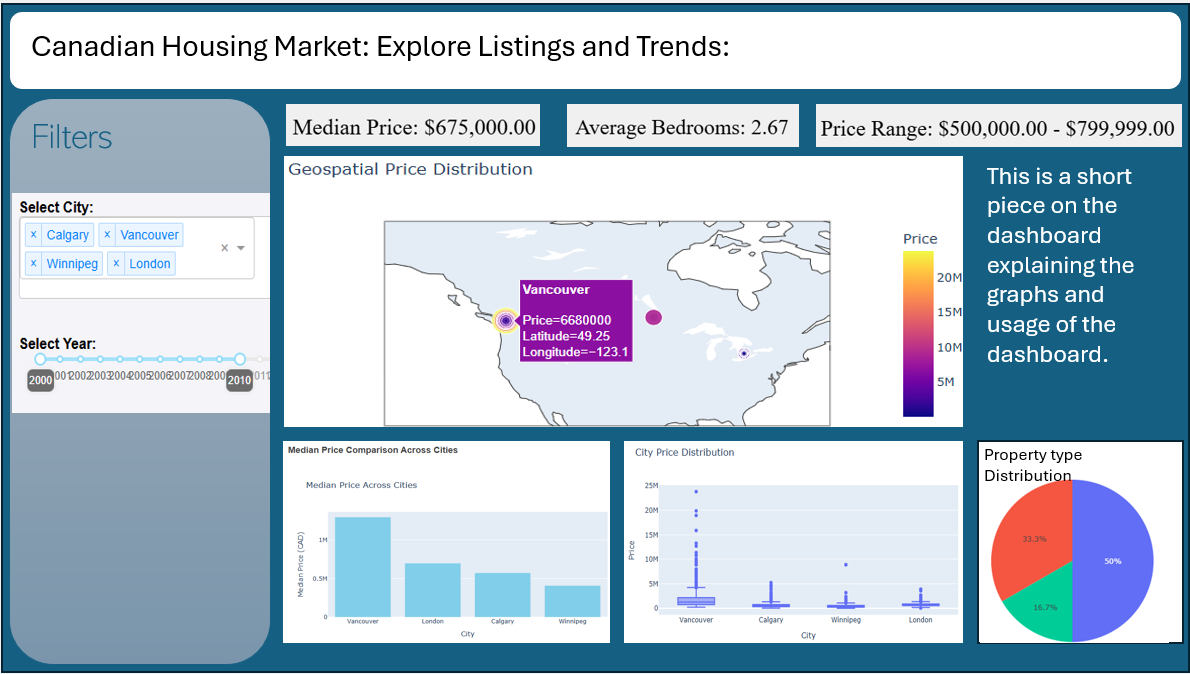 Canadian Housing Market: Explore Listings and Trends:
Filters
Select City:
× Calgary × Vancouver
× Winnipeg × London
× 
Select Year:
2000 001 2002 2003 2004 2005 2006 2007 2008 200 2010 011
Median Price: $675,000.00
Average Bedrooms: 2.67
Price Range: $500,000.00 - $799,999.00
Geospatial Price Distribution
Vancouver
Price=6680000
Latitude=49.25
Longitude=−123.1
Price
20M
15M
10M
5M
This is a short
piece on the
dashboard
explaining the
graphs and
usage of the
dashboard.
Median Price Comparison Across Cities
Median Price Across Cities
Median Price (CAD)
1M
0.5M
0
Vancouver London Calgary Winnipeg
City
City Price Distribution
Price
25M
20M
15M
10M
5M
0
Vancouver Calgary Winnipeg London
City
Property type
Distribution
33.3%
50%
16.7%